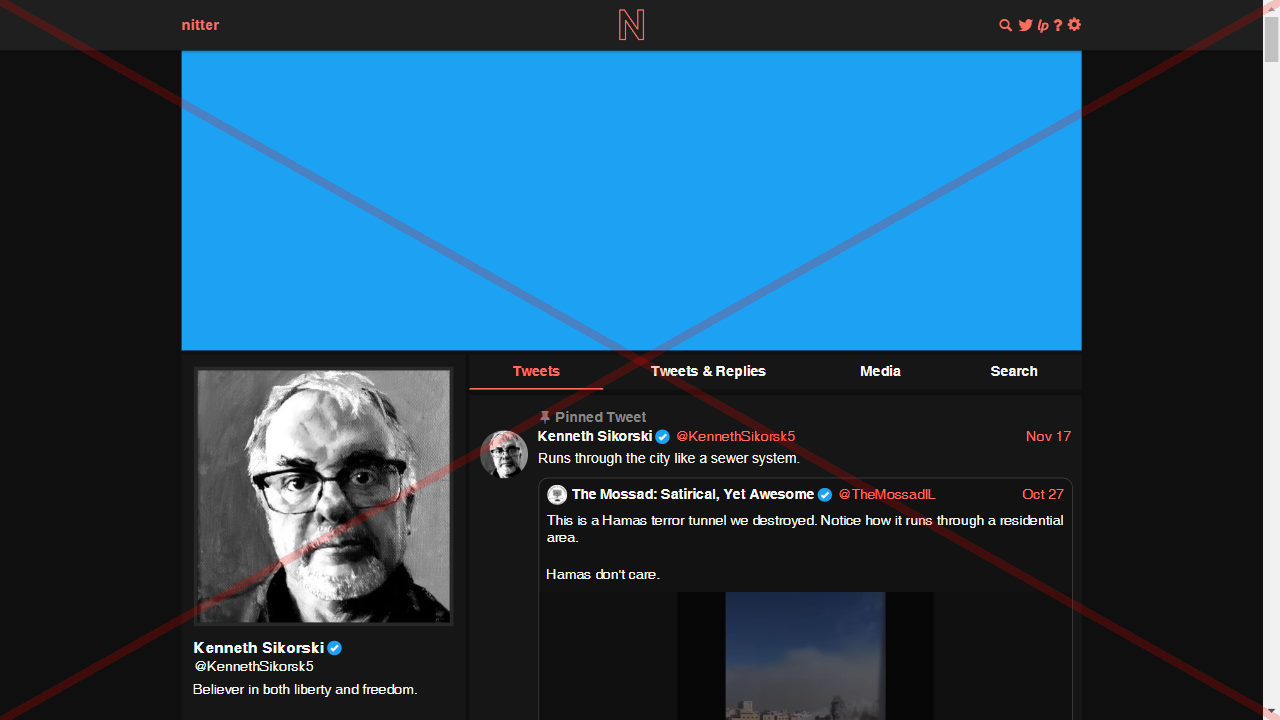 nitter
N
lp ?
Tweets
Tweets & Replies
Media
Search
Pinned Tweet
Kenneth Sikorski @KennethSikorsk5 Nov 17
Runs through the city like a sewer system.
The Mossad: Satirical, Yet Awesome @TheMossadIL Oct 27
This is a Hamas terror tunnel we destroyed. Notice how it runs through a residential
area.
Hamas don't care.
Kenneth Sikorski
@KennethSikorsk5
Believer in both liberty and freedom.